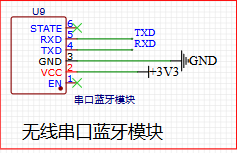 U9
STATE 6
RXD 5 TXD
TXD 4 RXD
GND 3 GND
VCC 2 +3V3
EN 1
串口蓝牙模块
无线串口蓝牙模块